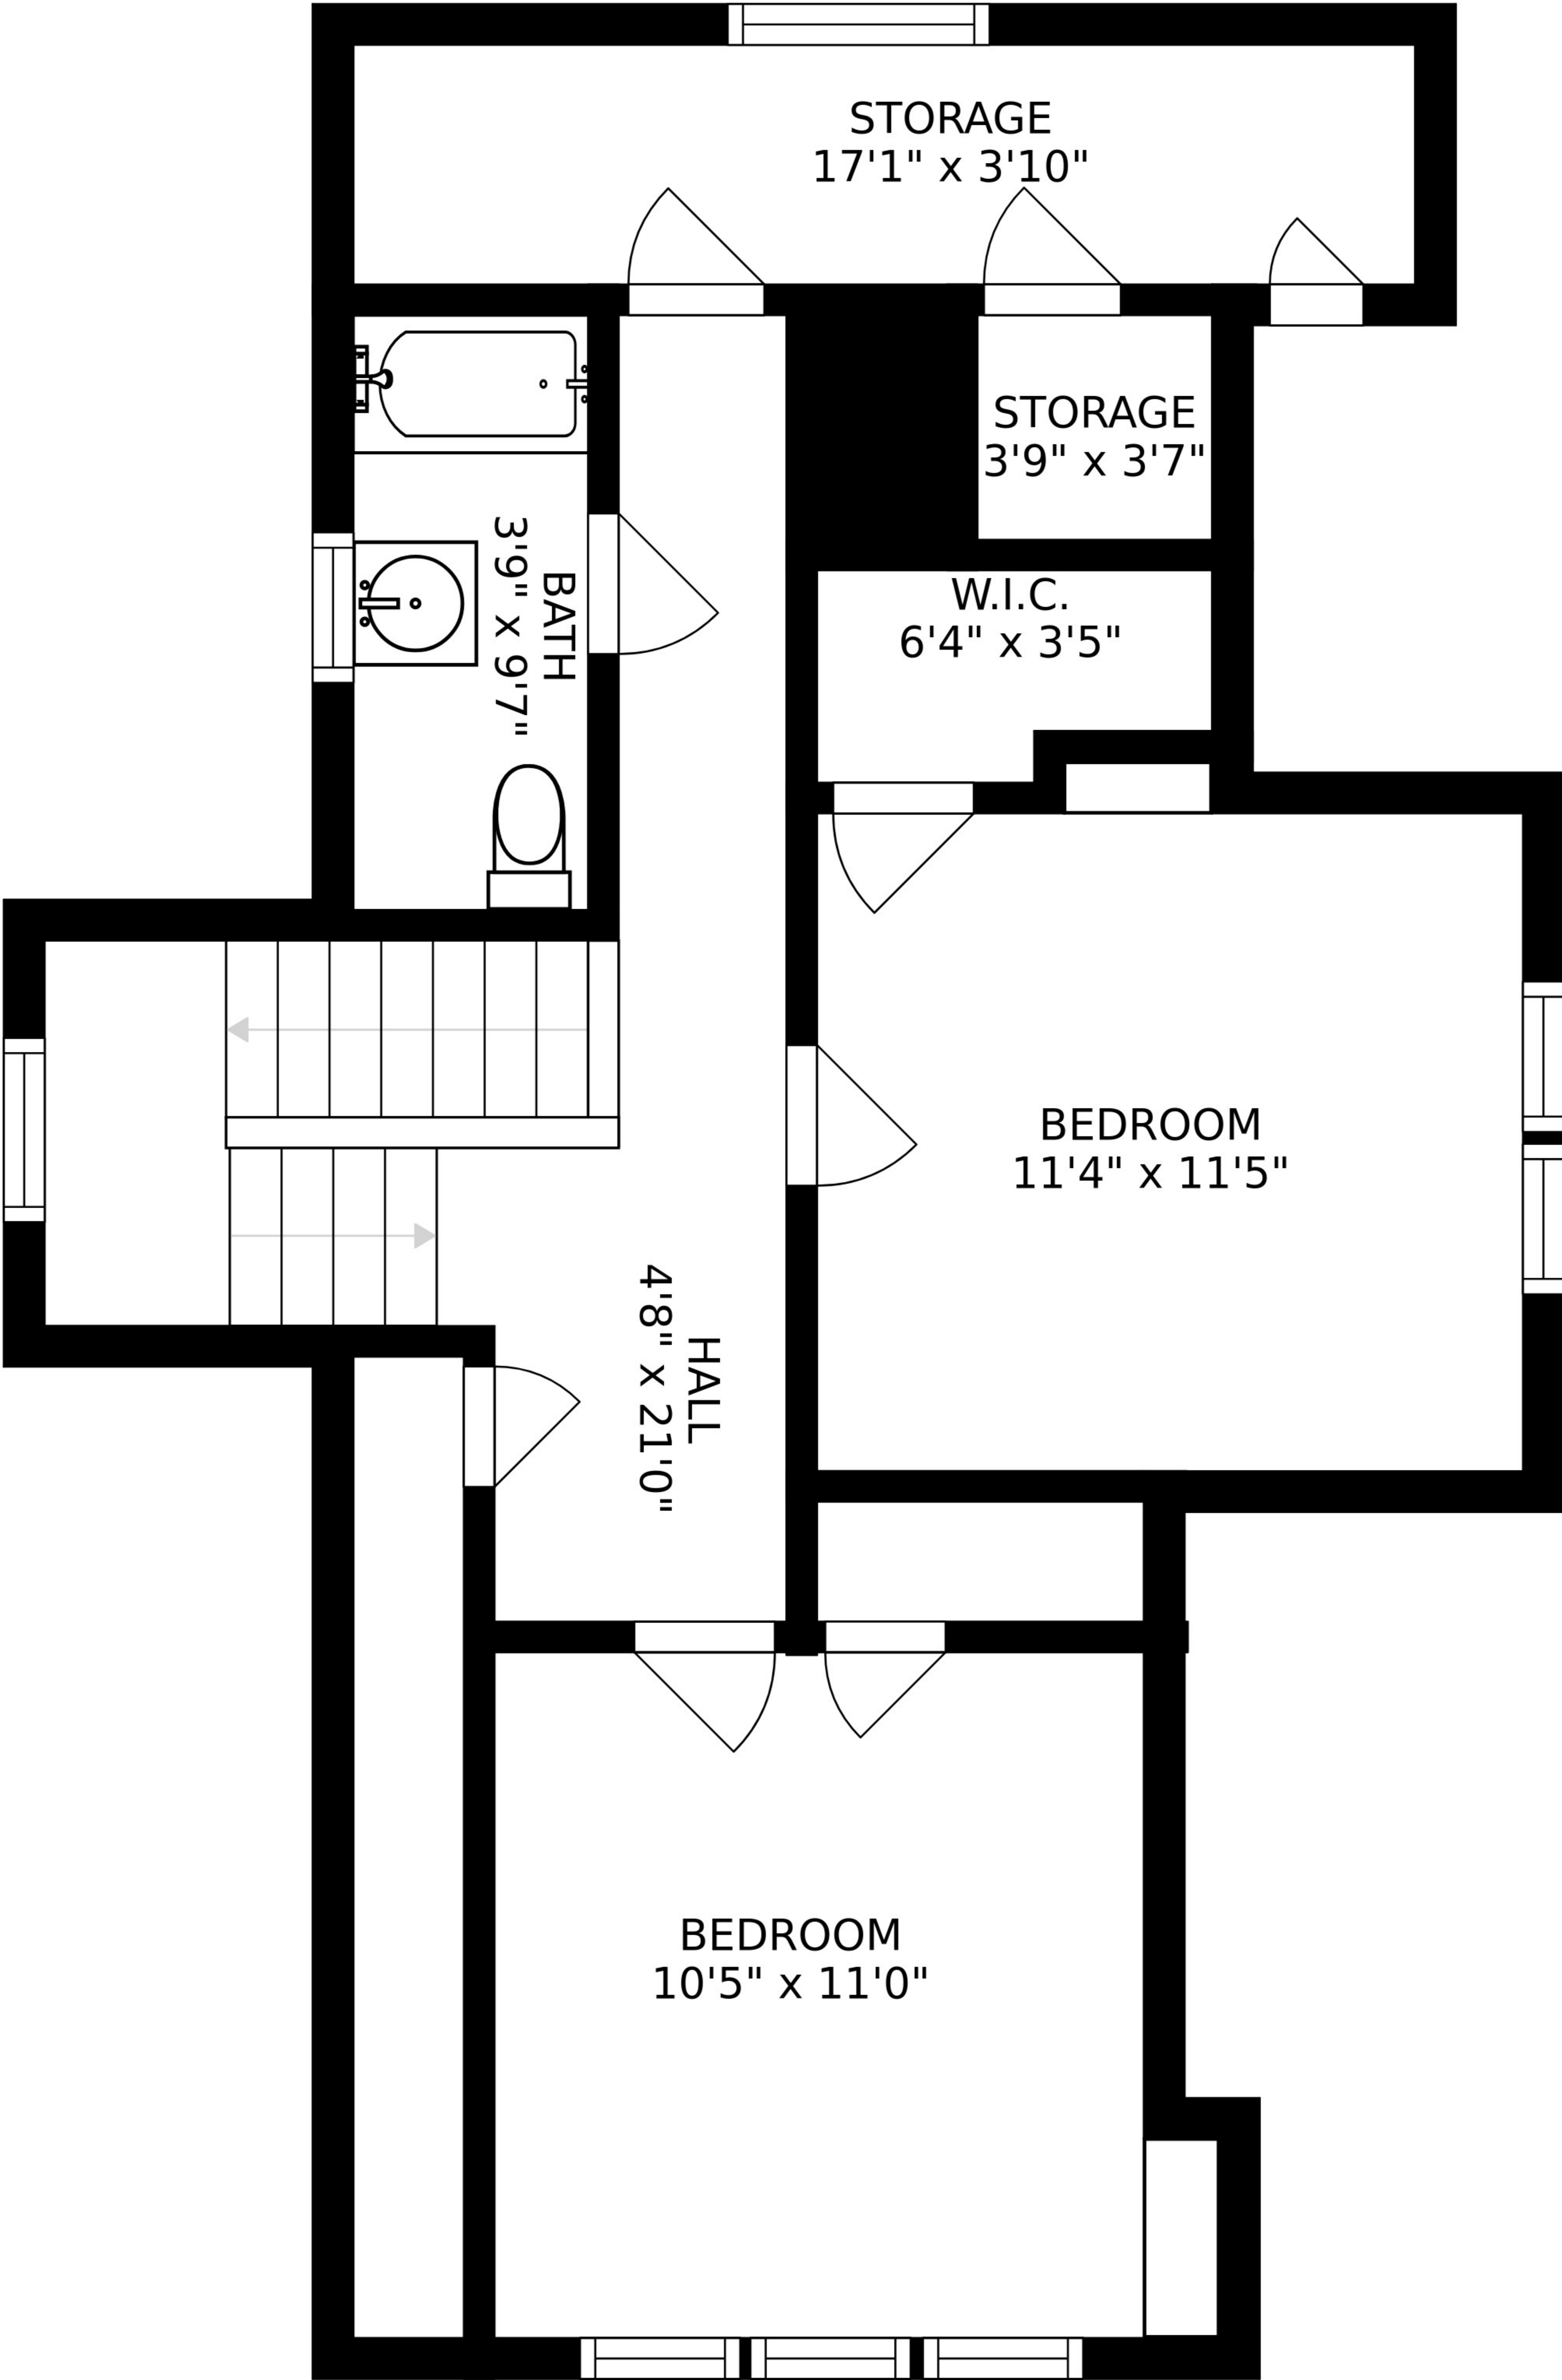 STORAGE
17'1" x 3'10"
STORAGE
3'9" x 3'7"
W.I.C.
6'4" x 3'5"
BATH
3'9" x 9'7"
BEDROOM
11'4" x 11'5"
HALL
4'8" x 21'0"
BEDROOM
10'5" x 11'0"